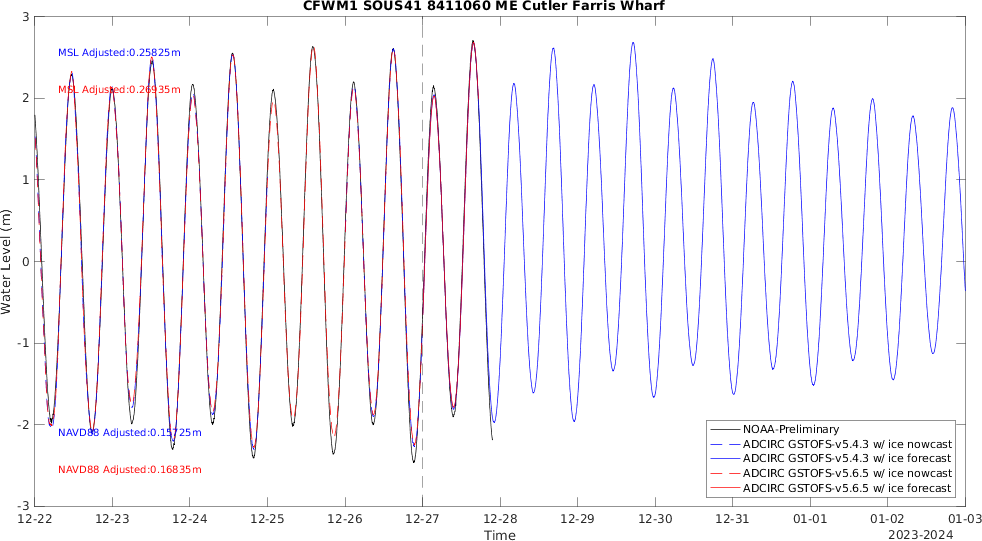 CFWM1 SOUS41 8411060 ME Cutler Farris Wharf
3
2
1
0
-1
-2
-3
Water Level (m)
MSL Adjusted:0.25825m
MSL Adjusted:0.26935m
NAVD88 Adjusted:0.15725m
NAVD88 Adjusted:0.16835m
NOAA-Preliminary
ADCIRC GSTOFS-v5.4.3 w/ ice nowcast
ADCIRC GSTOFS-v5.4.3 w/ ice forecast
ADCIRC GSTOFS-v5.6.5 w/ ice nowcast
ADCIRC GSTOFS-v5.6.5 w/ ice forecast
12-22 12-23 12-24 12-25 12-26 12-27 12-28 12-29 12-30 12-31 01-01 01-02 01-03
Time
2023-2024